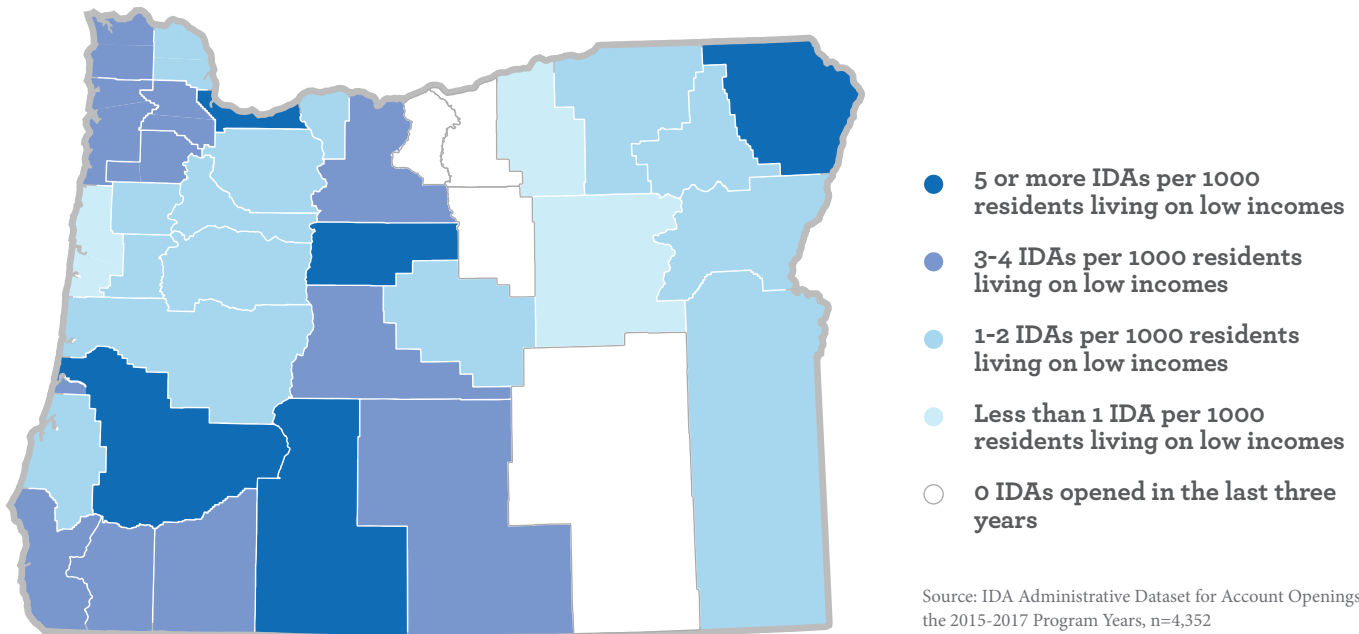 5 or more IDAs per 1000
residents living on low incomes
3-4 IDAs per 1000 residents
living on low incomes
1-2 IDAs per 1000 residents
living on low incomes
Less than 1 IDA per 1000
residents living on low incomes
0 IDAs opened in the last three
years
Source: IDA Administrative Dataset for Account Openings
the 2015-2017 Program Years, n=4,352